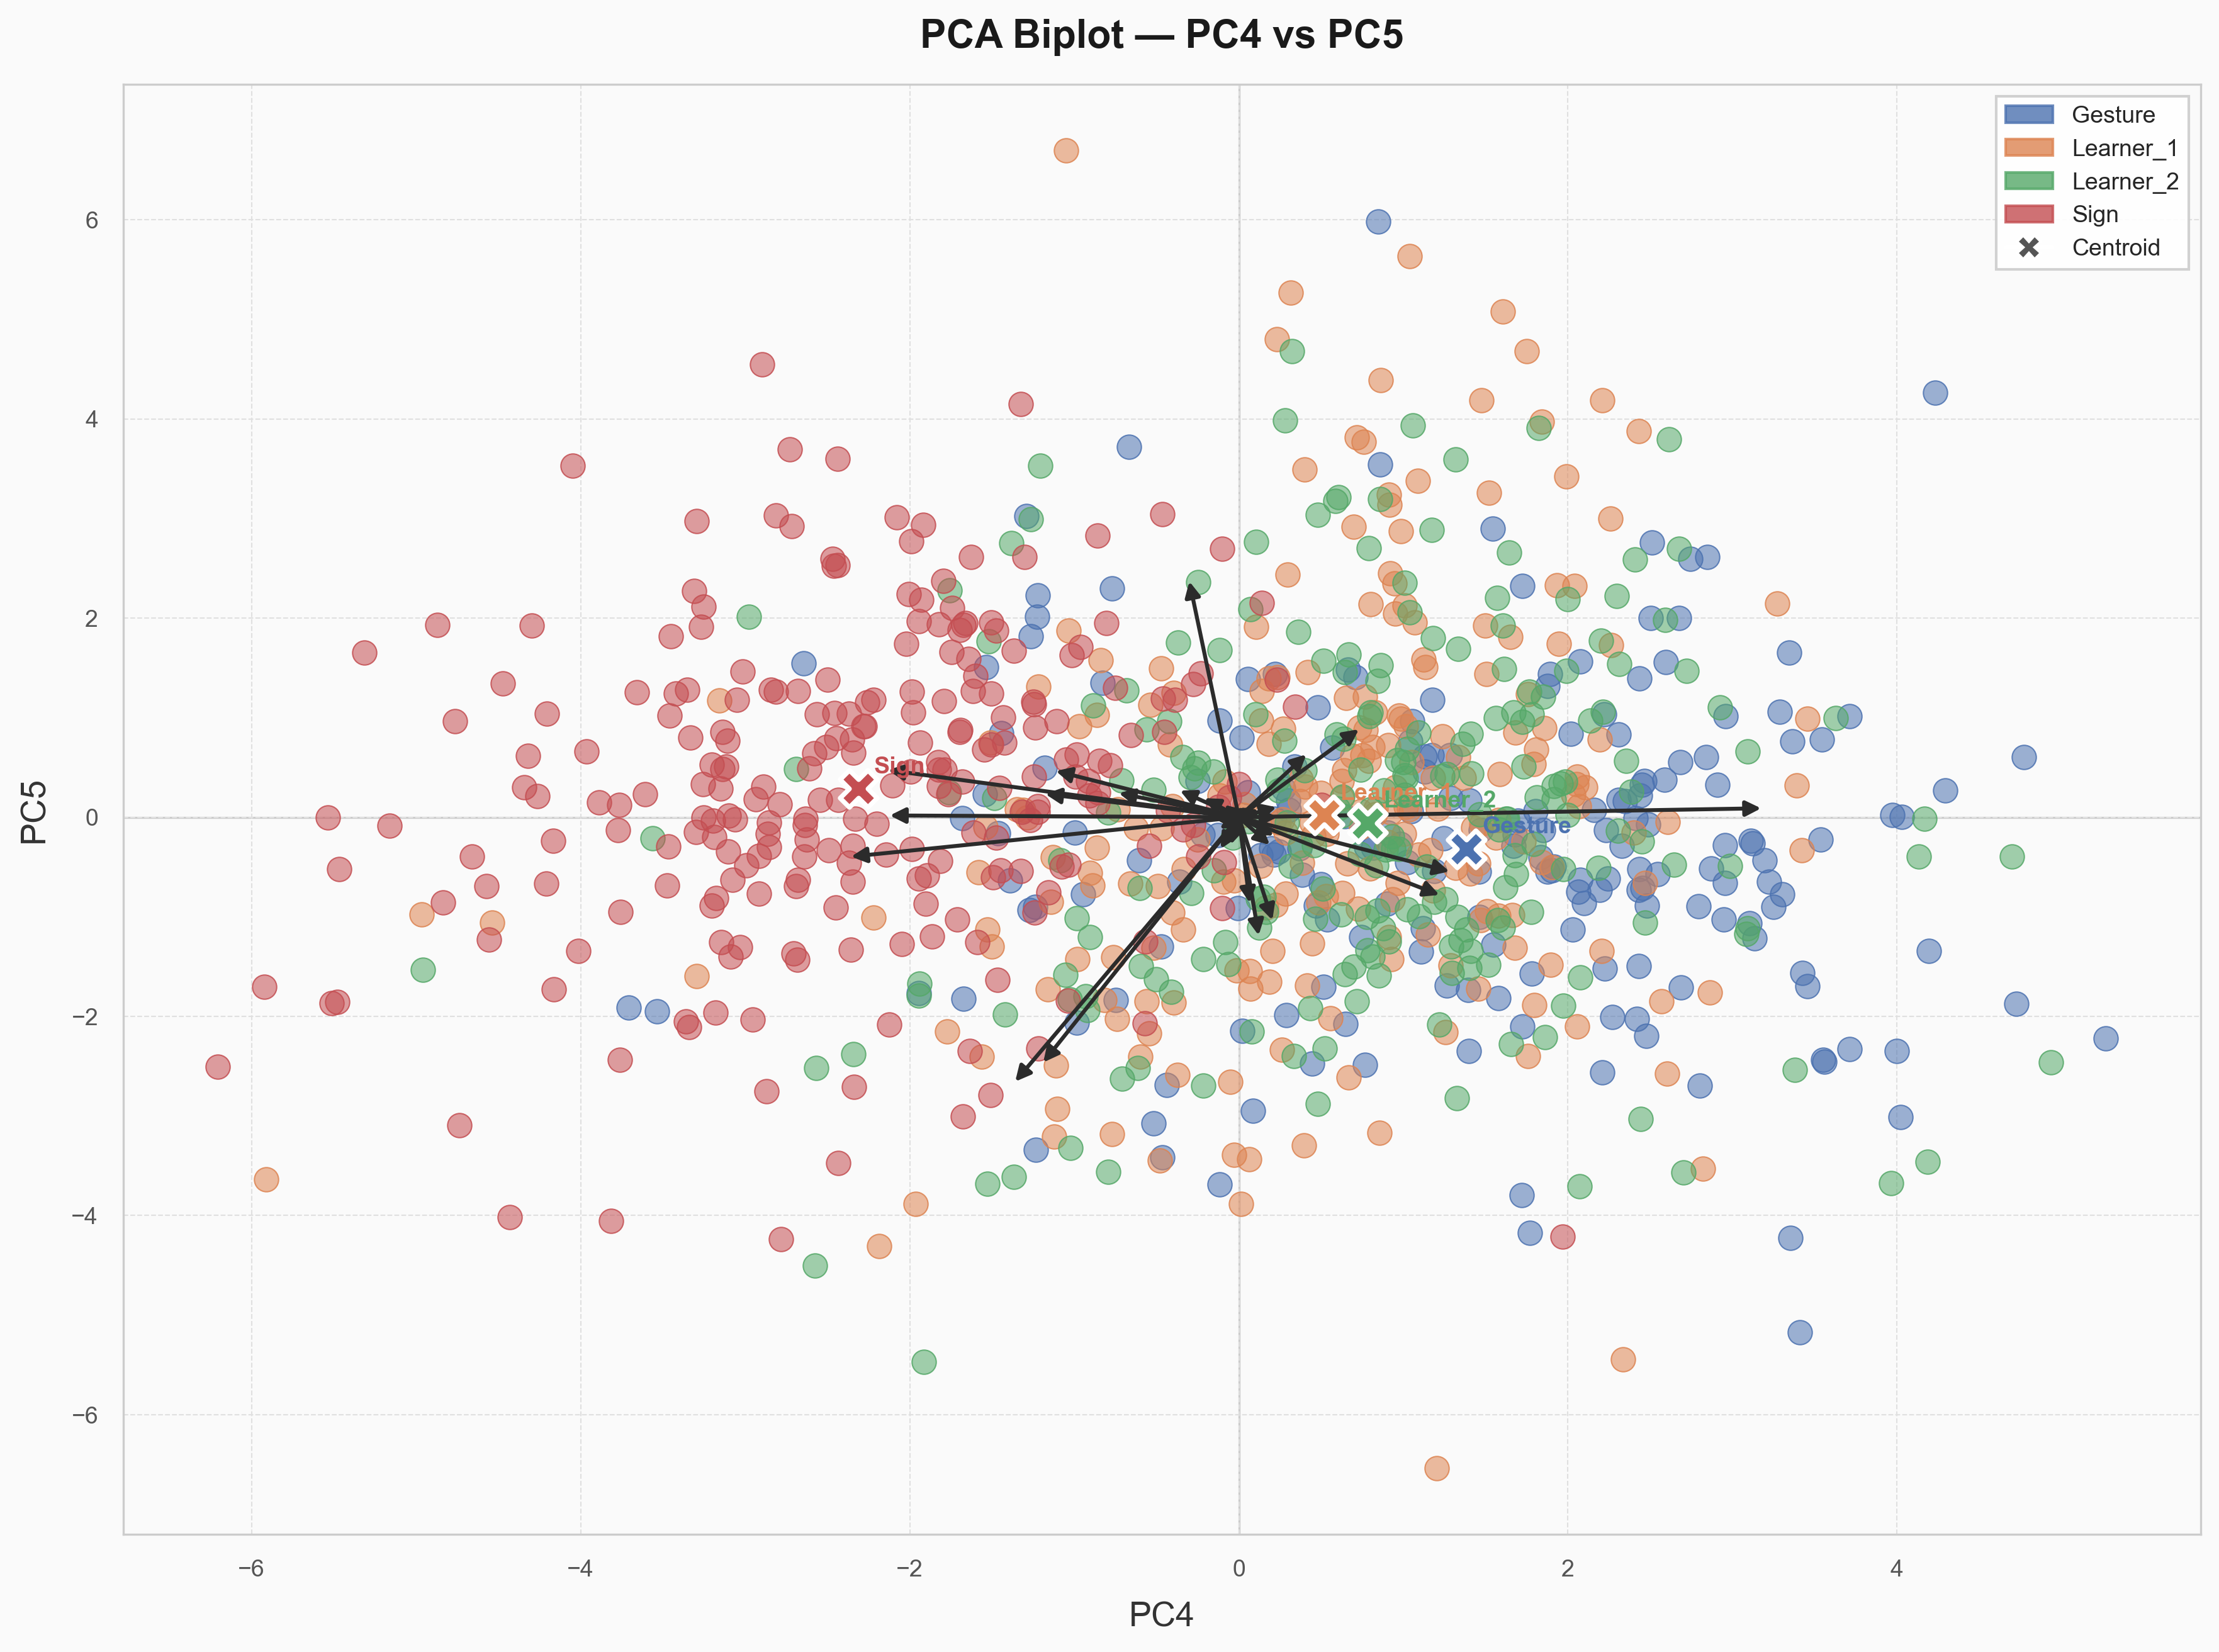 PCA Biplot — PC4 vs PC5
Gesture
Learner_1
Learner_2
Sign
Centroid
6
4
2
0
−2
−4
−6
PC5
Sign
Learner_1
Learner_2
Gesture
−6
−4
−2
0
2
4
PC4